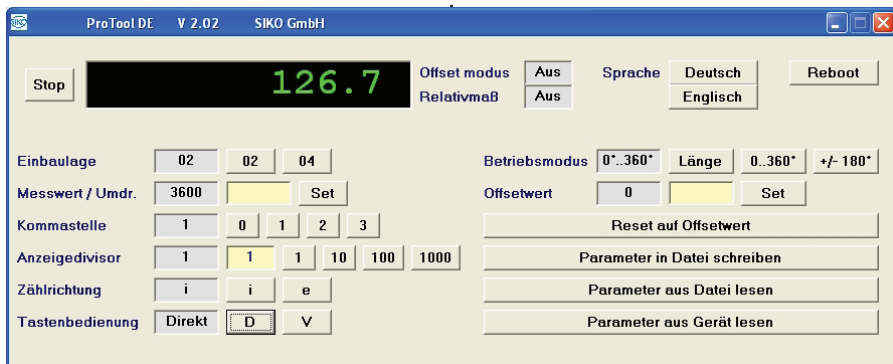 SIKO ProTool DE V 2.02 SIKO GmbH
Stop 126.7 Offset modus Aus Sprache Deutsch Reboot
Relativmaß Aus Englisch
Einbaulage 02 02 04 Betriebsmodus 0°..360° Länge 0..360° +/- 180°
Messwert / Umdr. 3600 Set Offsetwert 0 Set
Kommastelle 1 0 1 2 3 Reset auf Offsetwert
Anzeigedivisor 1 1 1 10 100 1000 Parameter in Datei schreiben
Zählrichtung i i e Parameter aus Datei lesen
Tastenbedienung Direkt D V Parameter aus Gerät lesen